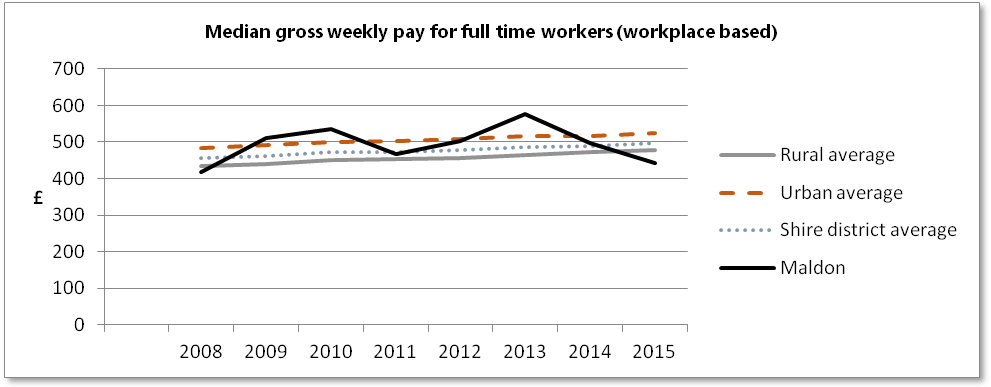 Median gross weekly pay for full time workers (workplace based)
700
600
500
400
300
200
100
0
£
2008 2009 2010 2011 2012 2013 2014 2015
Rural average
Urban average
Shire district average
Maldon